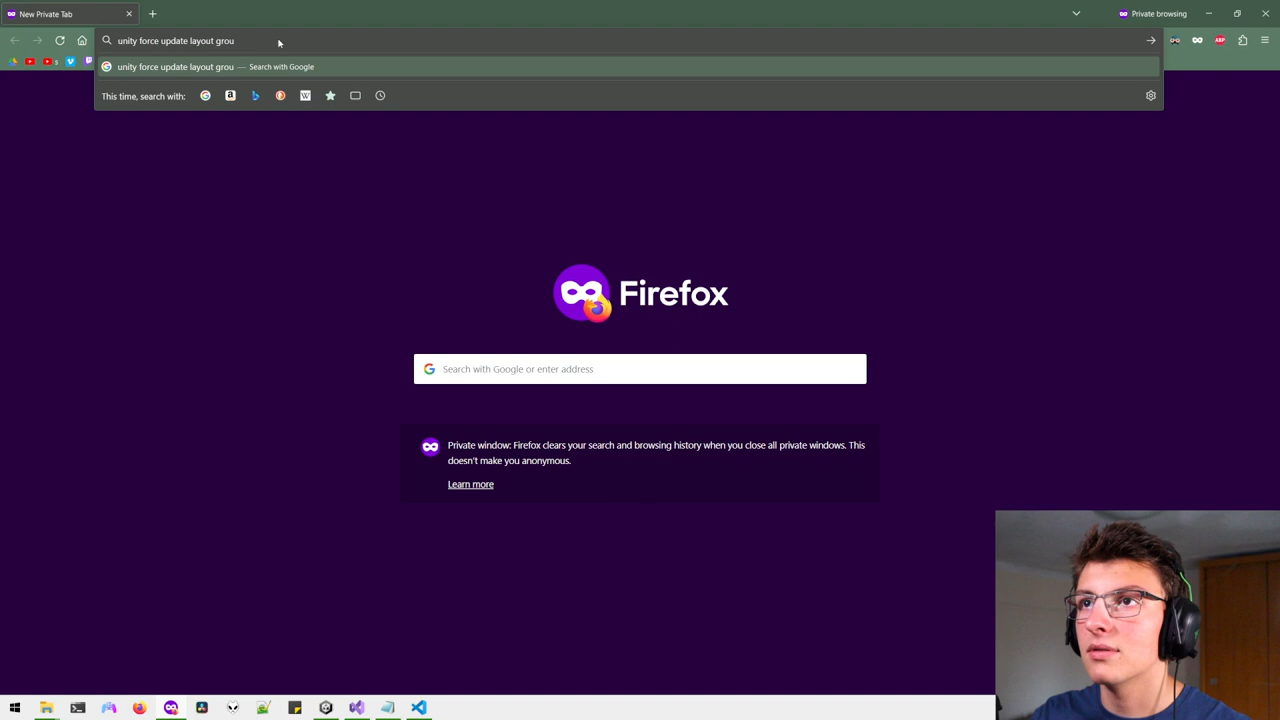 New Private Tab
Private browsing
unity force update layout grou
ABP
s
unity force update layout grou — Search with Google
This time, search with:
Firefox
Search with Google or enter address
Private window: Firefox clears your search and browsing history when you close all private windows. This
doesn't make you anonymous.
Learn more